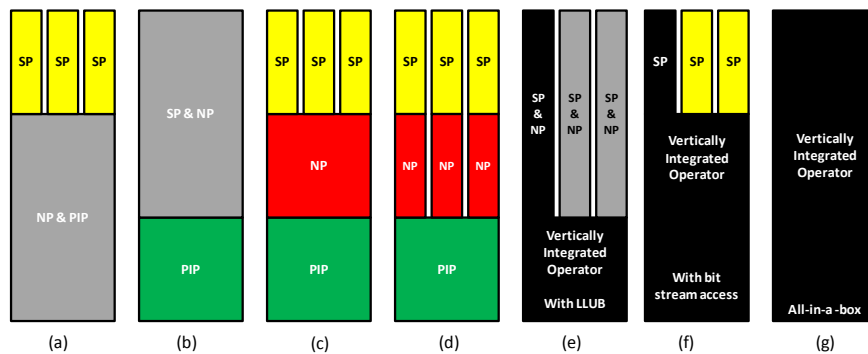 SP SP SP
NP & PIP
(a)
SP & NP
PIP
(b)
SP SP SP
NP
PIP
(c)
SP SP SP
NP NP NP
PIP
(d)
SP
&
NP
SP
&
NP
SP
&
NP
Vertically
Integrated
Operator
With LLUB
(e)
SP SP SP
Vertically
Integrated
Operator
With bit
stream access
(f)
Vertically
Integrated
Operator
All-in-a -box
(g)